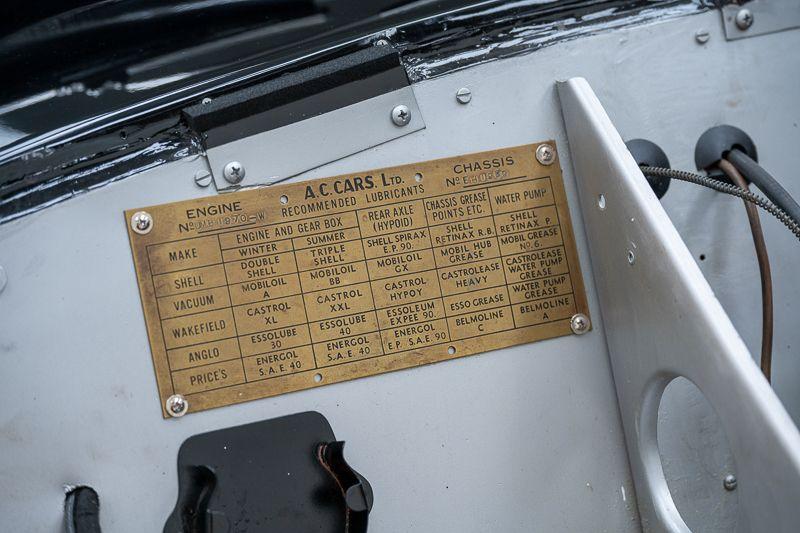 ENGINE A.C. CARS. LTD. CHASSIS
Nº RECOMMENDED LUBRICANTS Nº
MAKE ENGINE AND GEAR BOX REAR AXLE (HYPOID) CHASSIS GREASE POINTS ETC. WATER PUMP
WINTER SUMMER
SHELL DOUBLE SHELL TRIPLE SHELL SHELL SPIRAX E.P. 90. SHELL RETINAX R.B. SHELL RETINAX P.
VACUUM MOBILOIL A MOBILOIL BB MOBILOIL GX MOBIL HUB GREASE MOBIL GREASE Nº 6.
WAKEFIELD CASTROL XL CASTROL XXL CASTROL HYPOY CASTROLEASE HEAVY CASTROLEASE WATER PUMP GREASE
ANGLO ESSOLUBE 30 ESSOLUBE 40 ESSOLEUM EXPEE 90. ESSO GREASE WATER PUMP GREASE
PRICE'S ENERGOL S.A.E. 40 ENERGOL S.A.E. 40 ENERGOL E.P. S.A.E. 90 BELMOLINE C BELMOLINE A